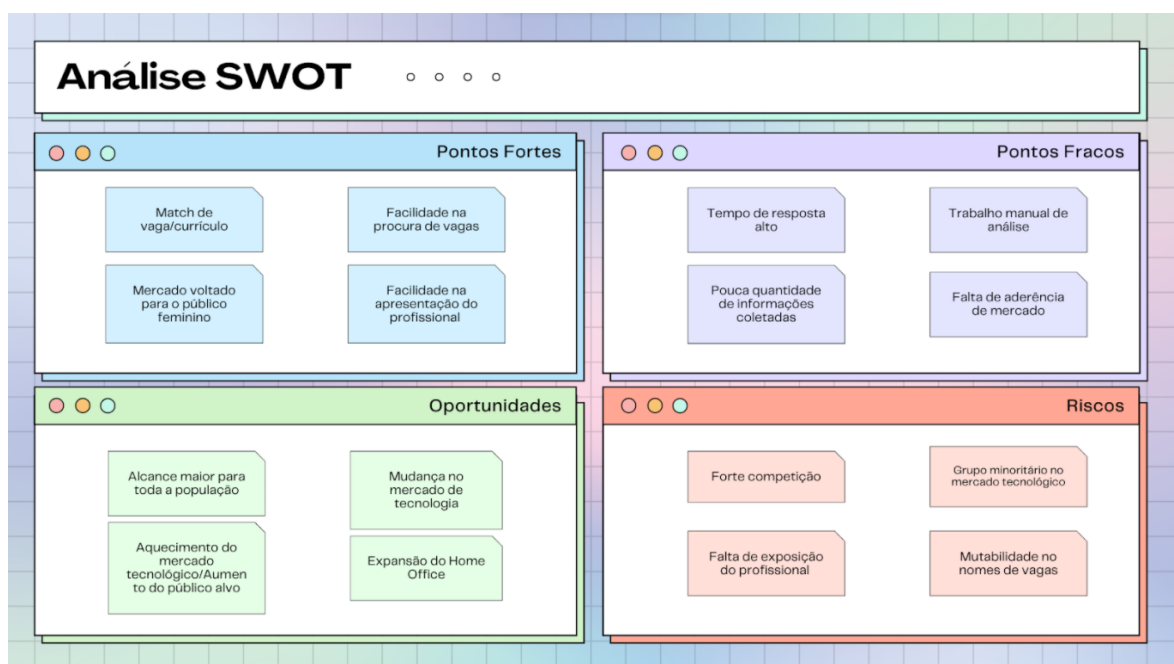 Análise SWOT
Pontos Fortes
Match de
vaga/currículo
Facilidade na
procura de vagas
Mercado voltado
para o público
feminino
Facilidade na
apresentação do
profissional
Pontos Fracos
Tempo de resposta
alto
Trabalho manual de
análise
Pouca quantidade
de informações
coletadas
Falta de aderência
de mercado
Oportunidades
Alcance maior para
toda a população
Mudança no
mercado de
tecnologia
Aquecimento do
mercado
tecnológico/Aumen
to do público alvo
Expansão do Home
Office
Riscos
Forte competição
Grupo minoritário no
mercado tecnológico
Falta de exposição
do profissional
Mutabilidade no
nomes de vagas